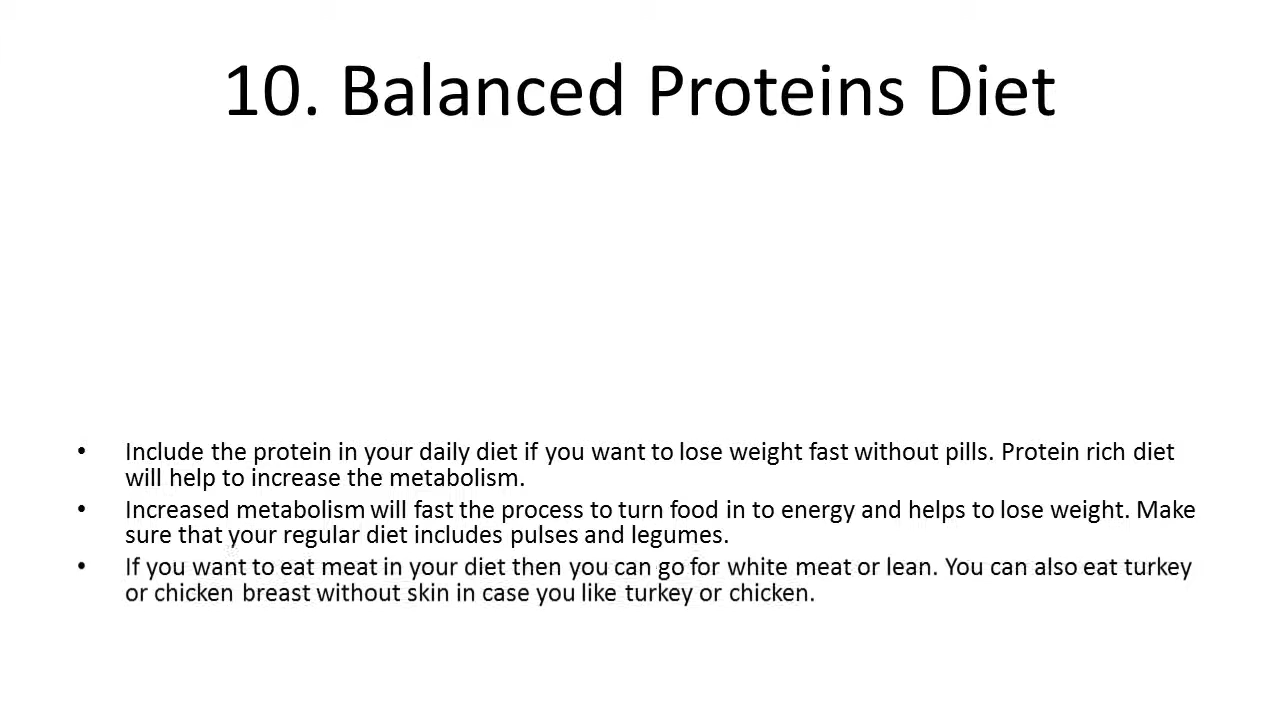 10. Balanced Proteins Diet
• Include the protein in your daily diet if you want to lose weight fast without pills. Protein rich diet
will help to increase the metabolism.
• Increased metabolism will fast the process to turn food in to energy and helps to lose weight. Make
sure that your regular diet includes pulses and legumes.
• If you want to eat meat in your diet then you can go for white meat or lean. You can also eat turkey
or chicken breast without skin in case you like turkey or chicken.